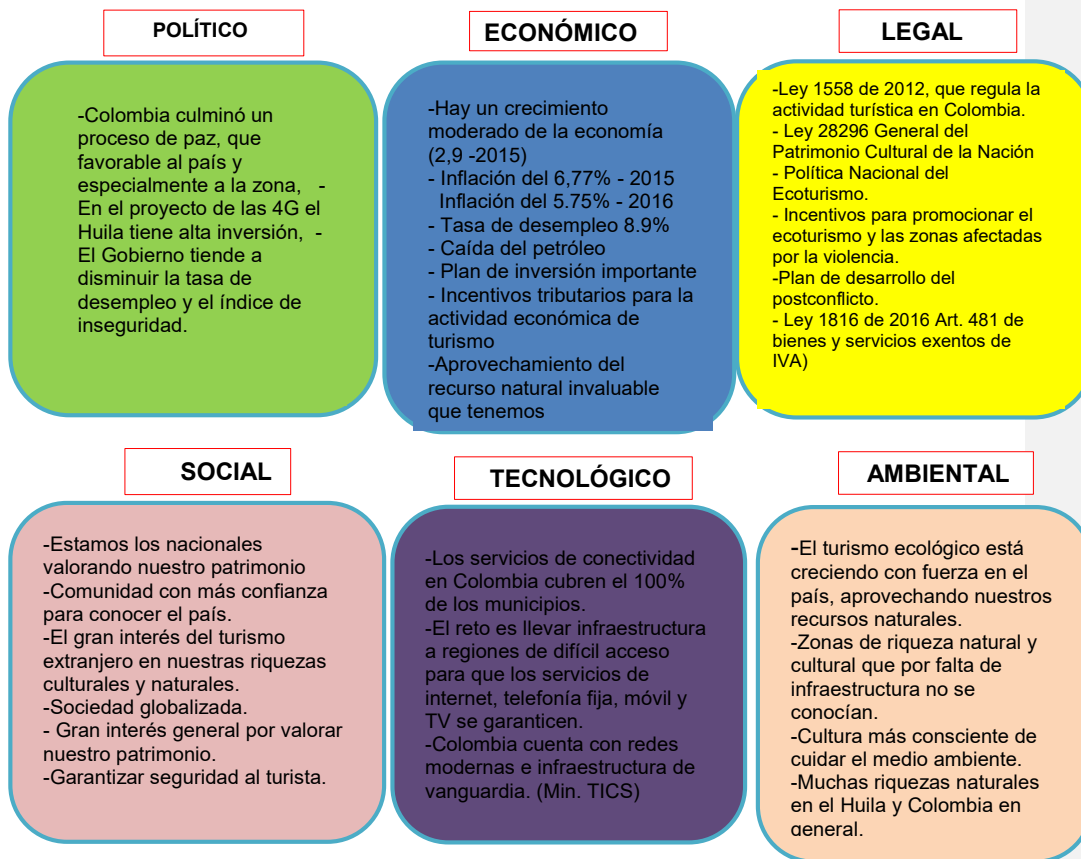 POLÍTICO
-Colombia culminó un
proceso de paz, que
favorable al país y
especialmente a la zona, -
En el proyecto de las 4G el
Huila tiene alta inversión, -
El Gobierno tiende a
disminuir la tasa de
desempleo y el índice de
inseguridad.
ECONÓMICO
-Hay un crecimiento
moderado de la economía
(2,9 -2015)
- Inflación del 6,77% - 2015
Inflación del 5.75% - 2016
- Tasa de desempleo 8.9%
- Caída del petróleo
- Plan de inversión importante
- Incentivos tributarios para la
actividad económica de
turismo
-Aprovechamiento del
recurso natural invaluable
que tenemos
LEGAL
-Ley 1558 de 2012, que regula la
actividad turística en Colombia.
- Ley 28296 General del
Patrimonio Cultural de la Nación
- Política Nacional del
Ecoturismo.
- Incentivos para promocionar el
ecoturismo y las zonas afectadas
por la violencia.
-Plan de desarrollo del
postconflicto.
- Ley 1816 de 2016 Art. 481 de
bienes y servicios exentos de
IVA)
SOCIAL
-Estamos los nacionales
valorando nuestro patrimonio
-Comunidad con más confianza
para conocer el país.
-El gran interés del turismo
extranjero en nuestras riquezas
culturales y naturales.
-Sociedad globalizada.
- Gran interés general por valorar
nuestro patrimonio.
-Garantizar seguridad al turista.
TECNOLÓGICO
-Los servicios de conectividad
en Colombia cubren el 100%
de los municipios.
-El reto es llevar infraestructura
a regiones de difícil acceso
para que los servicios de
internet, telefonía fija, móvil y
TV se garanticen.
-Colombia cuenta con redes
modernas e infraestructura de
vanguardia. (Min. TICS)
AMBIENTAL
-El turismo ecológico está
creciendo con fuerza en el
país, aprovechando nuestros
recursos naturales.
-Zonas de riqueza natural y
cultural que por falta de
infraestructura no se
conocían.
-Cultura más consciente de
cuidar el medio ambiente.
-Muchas riquezas naturales
en el Huila y Colombia en
general.